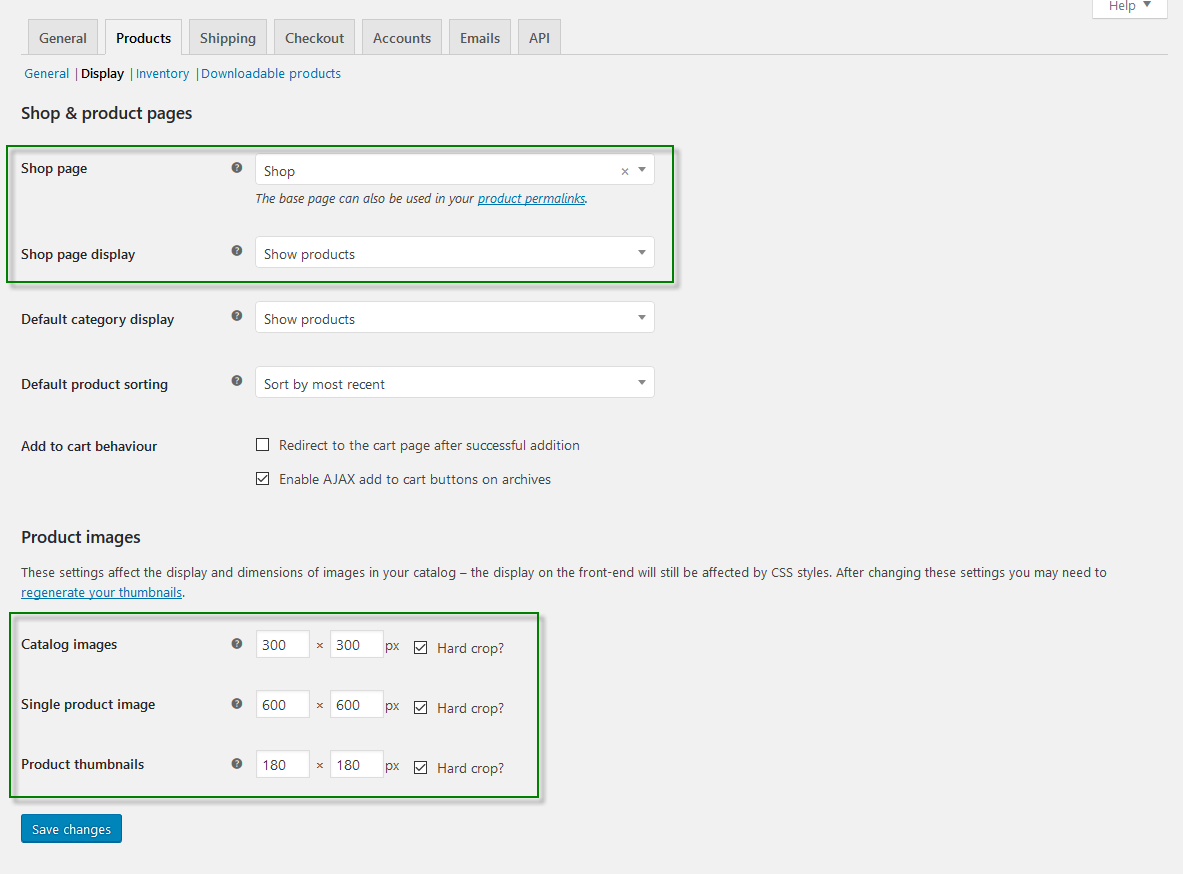 Help ▼
General Products Shipping Checkout Accounts Emails API
General | Display | Inventory | Downloadable products
Shop & product pages
Shop page ? Shop ×
The base page can also be used in your product permalinks.
Shop page display ? Show products
Default category display ? Show products
Default product sorting ? Sort by most recent
Add to cart behaviour Redirect to the cart page after successful addition
Enable AJAX add to cart buttons on archives
Product images
These settings affect the display and dimensions of images in your catalog – the display on the front-end will still be affected by CSS styles. After changing these settings you may need to
regenerate your thumbnails.
Catalog images ? 300 × 300 px Hard crop?
Single product image ? 600 × 600 px Hard crop?
Product thumbnails ? 180 × 180 px Hard crop?
Save changes